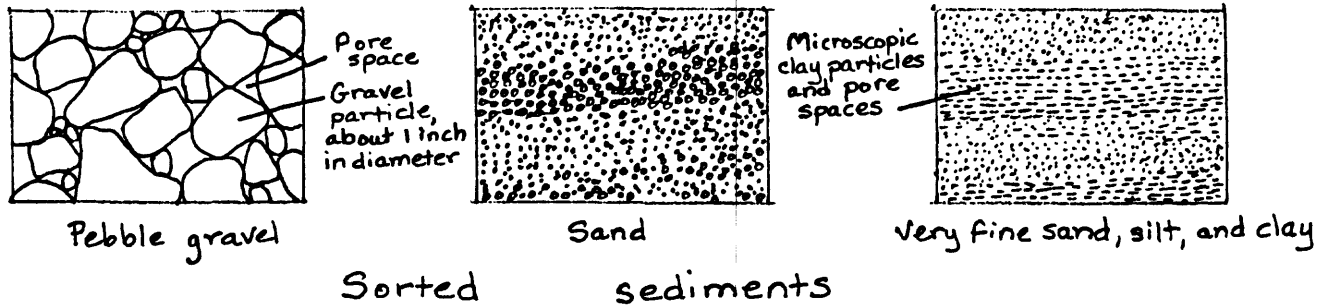 Pore
space
Gravel
particle,
about 1 inch
in diameter
Microscopic
clay particles
and pore
spaces
Pebble gravel
Sand
Very fine sand, silt, and clay
Sorted sediments